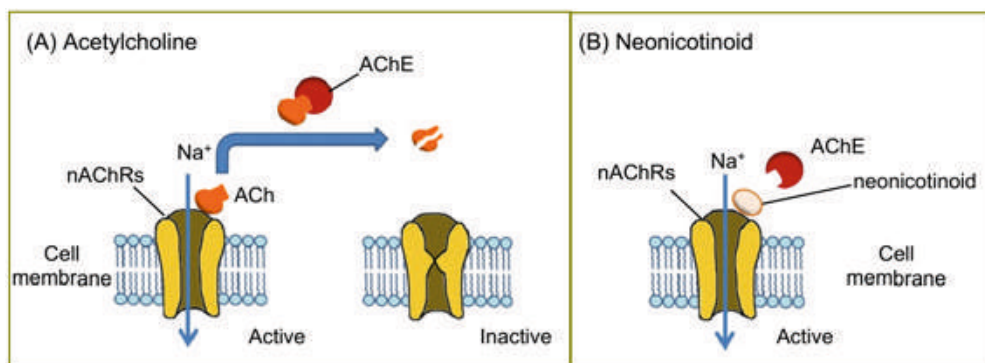 (A) Acetylcholine
AChE
Na⁺
nAChRs
ACh
Cell
membrane
Active
Inactive
(B) Neonicotinoid
AChE
Na⁺
nAChRs
neonicotinoid
Cell
membrane
Active